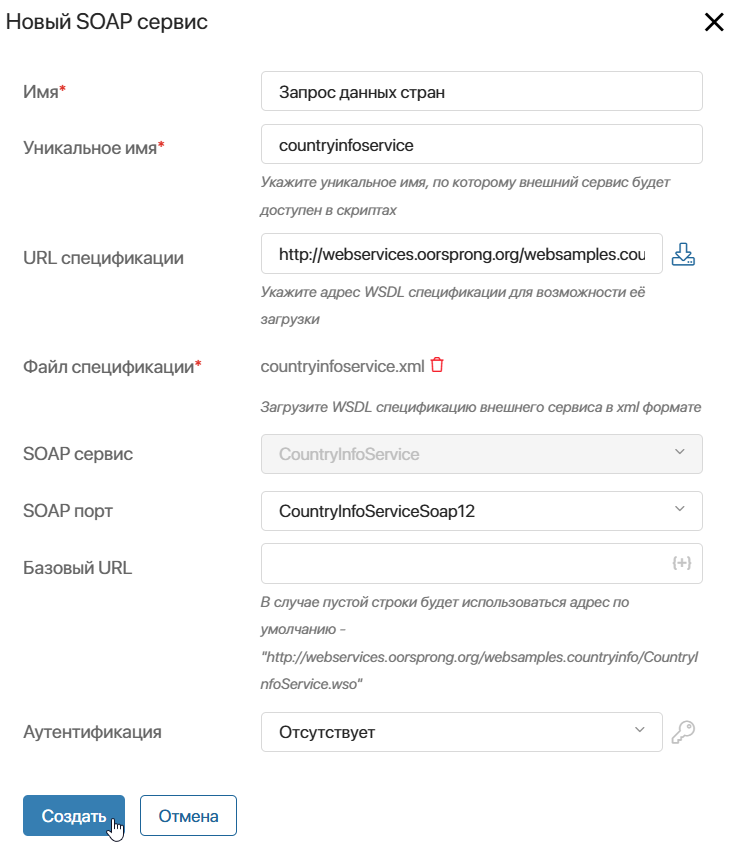 Новый SOAP сервис
Имя*
Запрос данных стран
Уникальное имя*
countryinfoservice
Укажите уникальное имя, по которому внешний сервис будет
доступен в скриптах
URL спецификации
http://webservices.oorsprong.org/websamples.cou
Укажите адрес WSDL спецификации для возможности её
загрузки
Файл спецификации*
countryinfoservice.xml
Загрузите WSDL спецификацию внешнего сервиса в xml формате
SOAP сервис
CountryInfoService
SOAP порт
CountryInfoServiceSoap12
Базовый URL
{+}
В случае пустой строки будет использоваться адрес по
умолчанию -
"http://webservices.oorsprong.org/websamples.countryinfo/CountryI
nfoService.wso"
Аутентификация
Отсутствует
Создать
Отмена